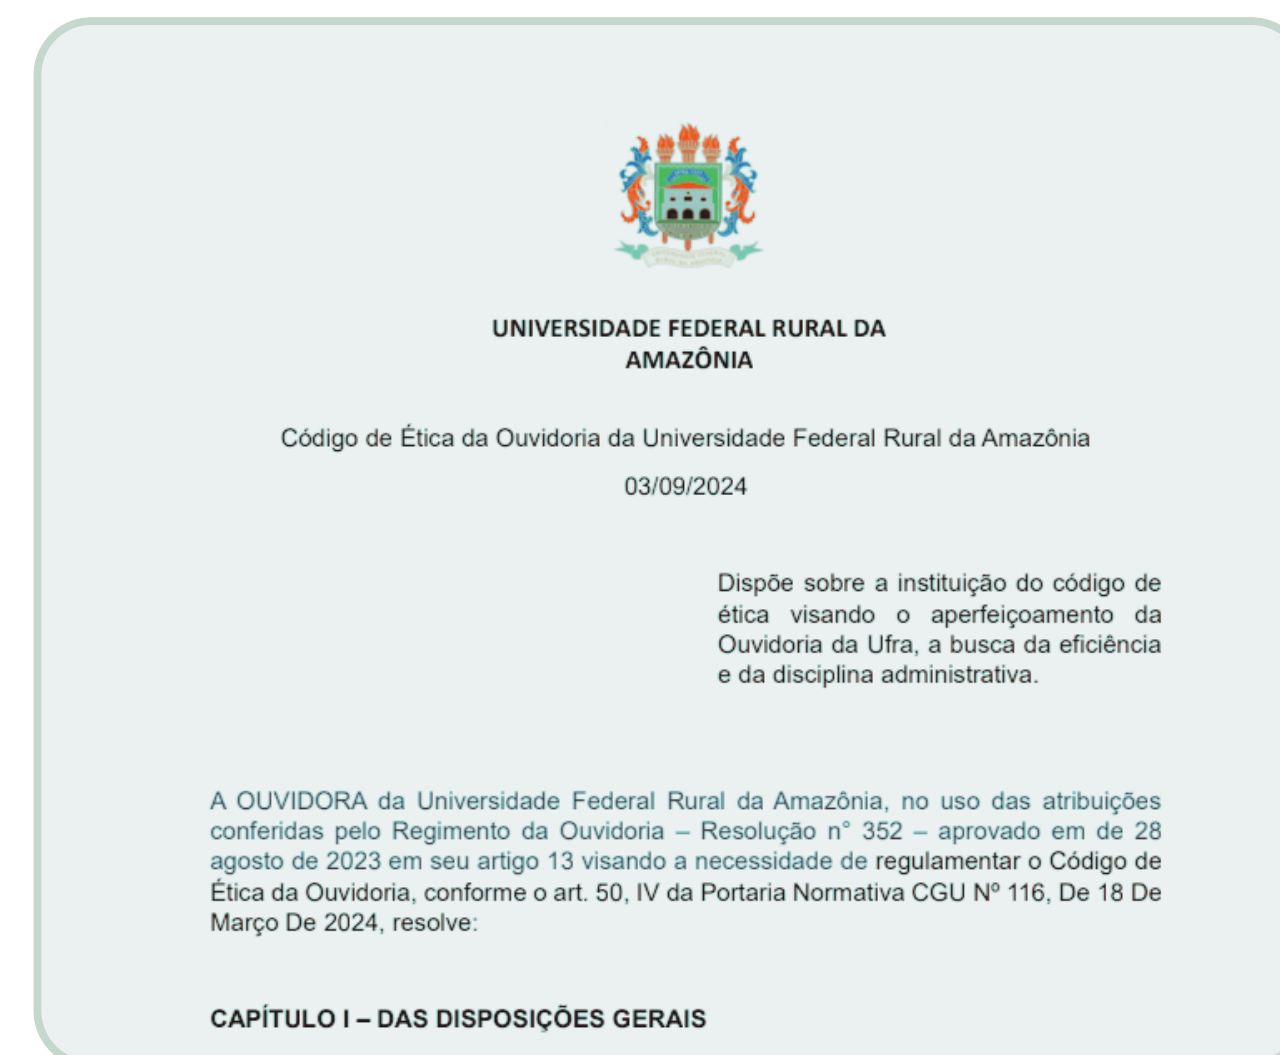 UNIVERSIDADE FEDERAL RURAL DA
AMAZÔNIA
Código de Ética da Ouvidoria da Universidade Federal Rural da Amazônia
03/09/2024
Dispõe sobre a instituição do código de
ética visando o aperfeiçoamento da
Ouvidoria da Ufra, a busca da eficiência
e da disciplina administrativa.
A OUVIDORA da Universidade Federal Rural da Amazônia, no uso das atribuições
conferidas pelo Regimento da Ouvidoria – Resolução n° 352 – aprovado em de 28
agosto de 2023 em seu artigo 13 visando a necessidade de regulamentar o Código de
Ética da Ouvidoria, conforme o art. 50, IV da Portaria Normativa CGU Nº 116, De 18 De
Março De 2024, resolve:
CAPÍTULO I – DAS DISPOSIÇÕES GERAIS